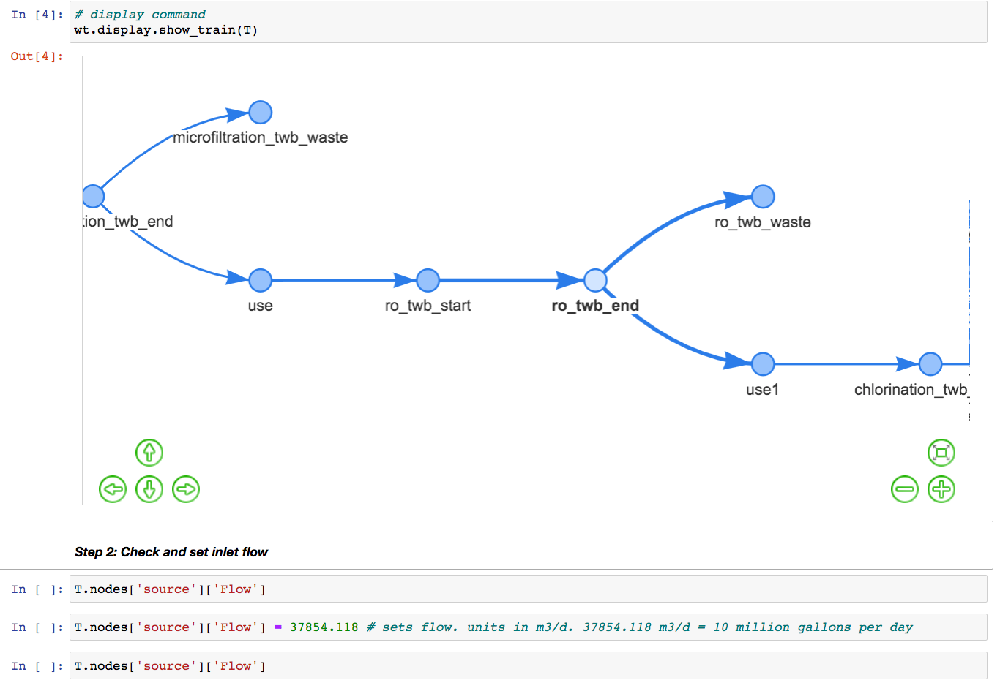 In [4]: # display command
wt.display.show_train(T)
Out[4]:
microfiltration_twb_waste
tion_twb_end
ro_twb_waste
use
ro_twb_start
ro_twb_end
use1
chlorination_twb_
Step 2: Check and set inlet flow
In [ ]: T.nodes['source']['Flow']
In [ ]: T.nodes['source']['Flow'] = 37854.118 # sets flow. units in m3/d. 37854.118 m3/d = 10 million gallons per day
In [ ]: T.nodes['source']['Flow']